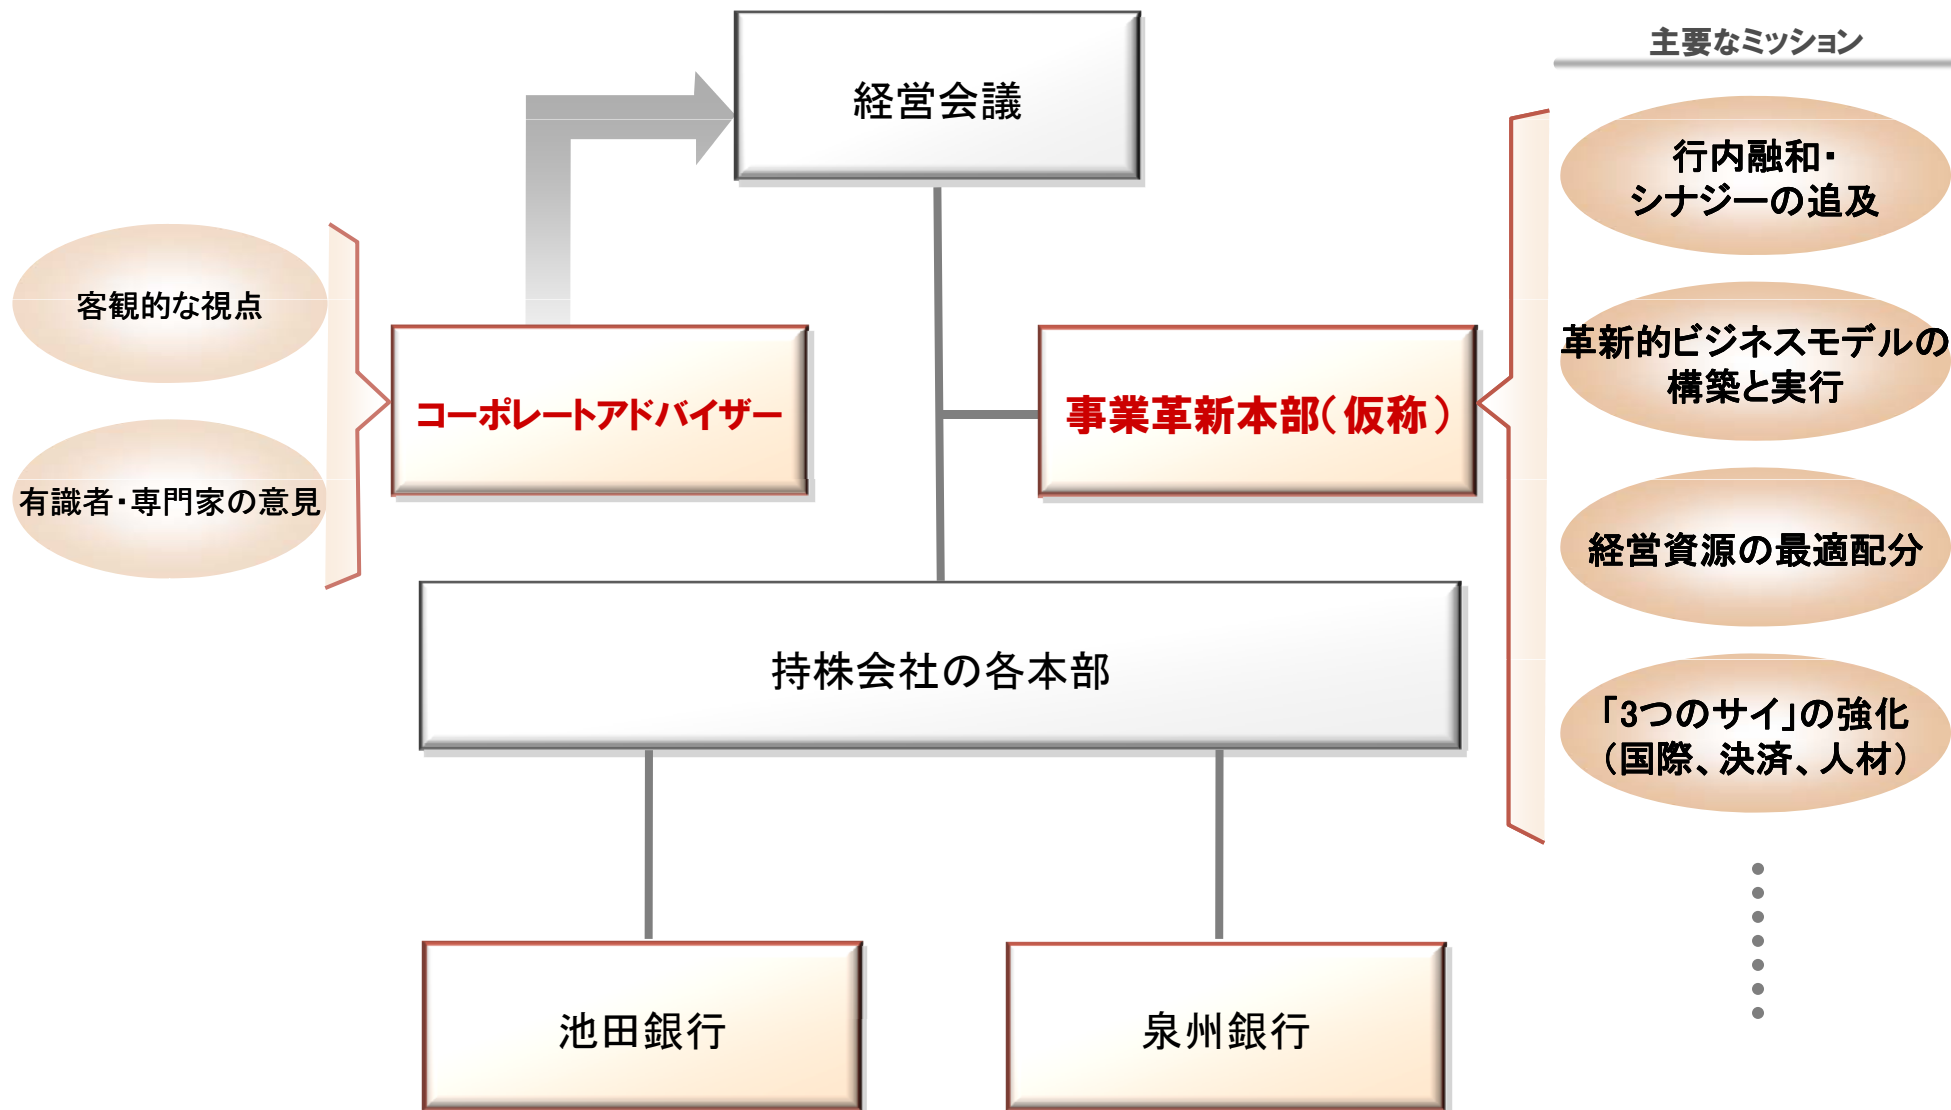 主要なミッション
経営会議
行内融和・
シナジーの追及
客観的な視点
革新的ビジネスモデルの
構築と実行
コーポレートアドバイザー
事業革新本部(仮称)
有識者・専門家の意見
経営資源の最適配分
持株会社の各本部
「3つのサイ」の強化
(国際、決済、人材)
池田銀行
泉州銀行